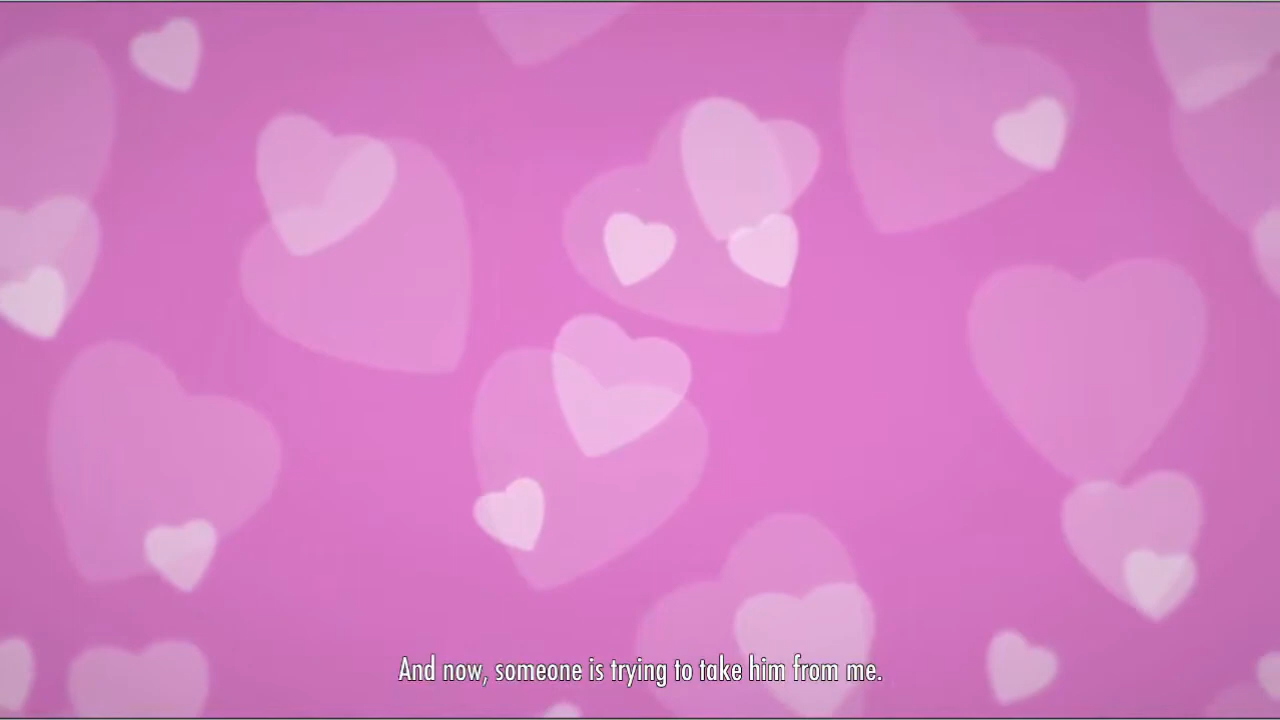 And now, someone is trying to take him from me.